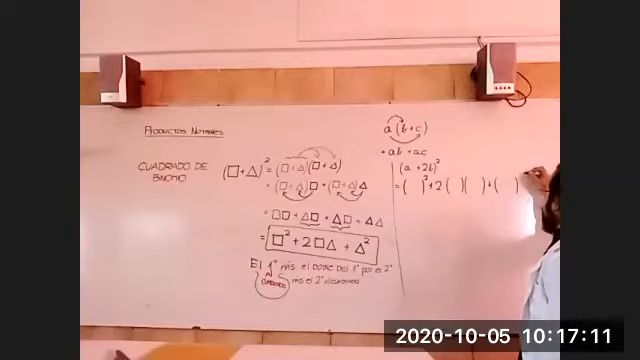 PRODUCTOS NOTABLES
a(b+c)
= ab + ac
CUADRADO DE
BINOMIO
(□+△)² = (□+△)(□+△)
= (□+△)□ + (□+△)△
= □□ + △□ + △□ + △△
= □² + 2□△ + △²
El 1° más el DOBLE DEL 1° por el 2°
AL
CUADRADO
más el 2° al cuadrado
(a + 2b)²
= ( )² + 2( )( ) + ( )
2020-10-05 10:17:11